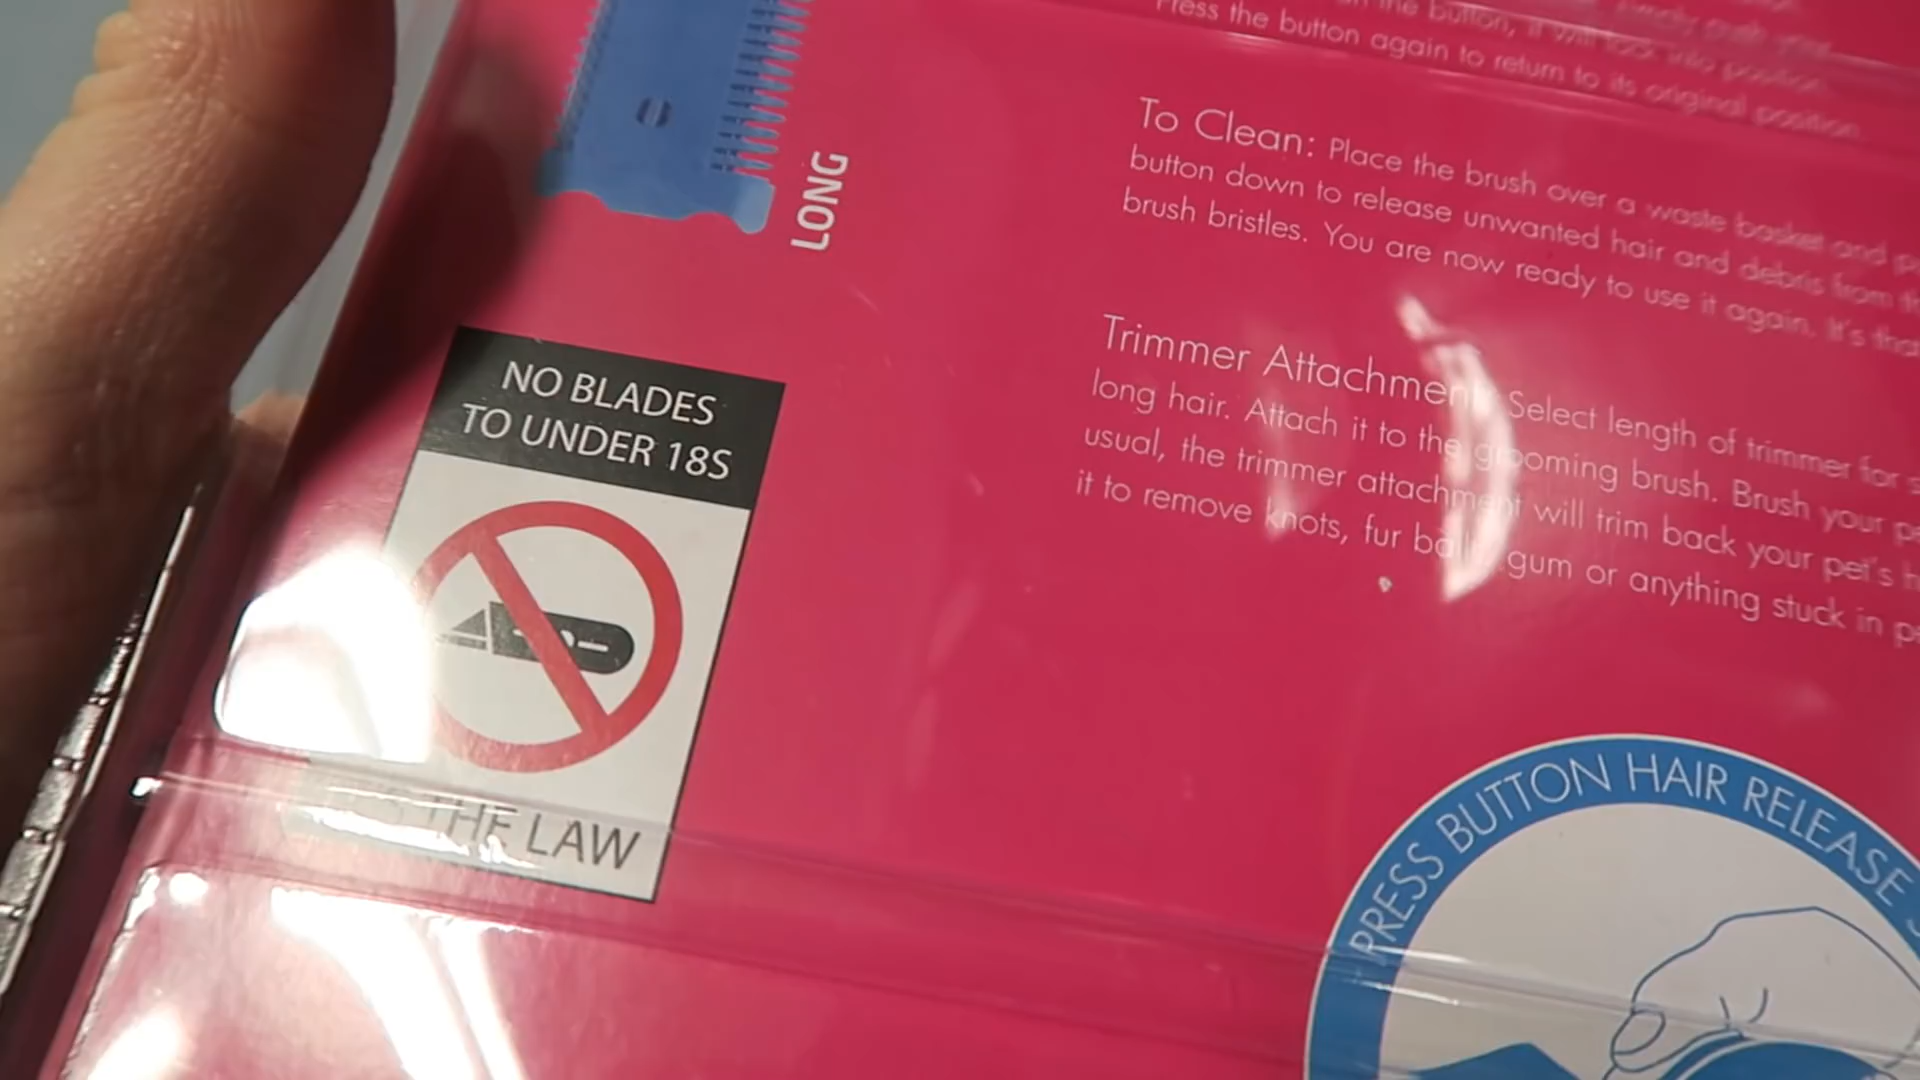 Press the button again to return to its original position.
To Clean: Place the brush over a waste basket and
button down to release unwanted hair and debris from
brush bristles. You are now ready to use it again. It's
Trimmer Attachment Select length of trimmer for
long hair. Attach it to the grooming brush. Brush your
usual, the trimmer attachment will trim back your pet's
it to remove knots, fur gum or anything stuck in
LONG
NO BLADES
TO UNDER 18S
THE LAW
PRESS BUTTON HAIR RELEASE